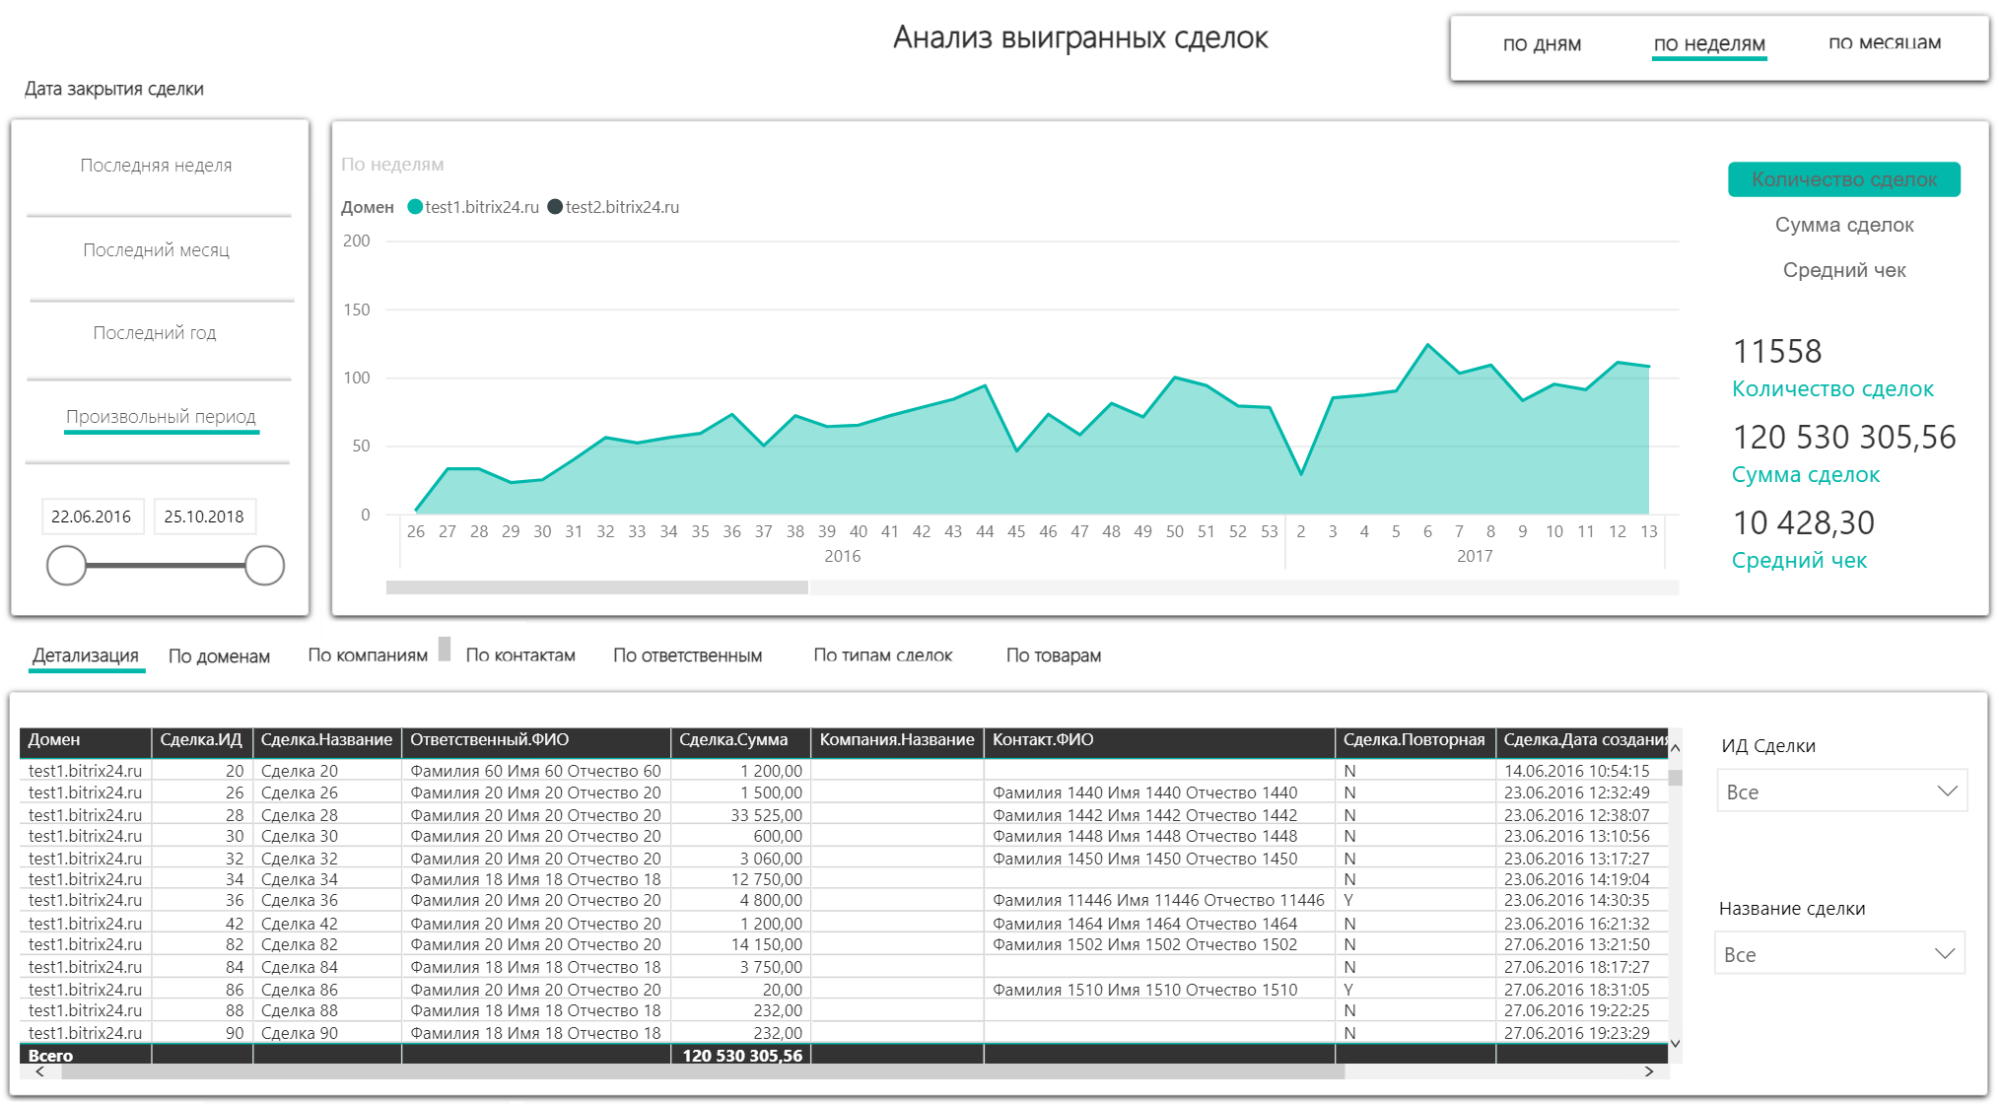 Анализ выигранных сделок
по дням по неделям по месяцам
Дата закрытия сделки
Последняя неделя
Последний месяц
Последний год
Произвольный период
22.06.2016 25.10.2018
По неделям
Домен test1.bitrix24.ru test2.bitrix24.ru
200
150
100
50
0
26 27 28 29 30 31 32 33 34 35 36 37 38 39 40 41 42 43 44 45 46 47 48 49 50 51 52 53 2 3 4 5 6 7 8 9 10 11 12 13
2016 2017
Количество сделок
Сумма сделок
Средний чек
11558
Количество сделок
120 530 305,56
Сумма сделок
10 428,30
Средний чек
Детализация По доменам По компаниям По контактам По ответственным По типам сделок По товарам
Домен Сделка.ИД Сделка.Название Ответственный.ФИО Сделка.Сумма Компания.Название Контакт.ФИО Сделка.Повторная Сделка.Дата создания
test1.bitrix24.ru 20 Сделка 20 Фамилия 60 Имя 60 Отчество 60 1 200,00 N 14.06.2016 10:54:15
test1.bitrix24.ru 26 Сделка 26 Фамилия 20 Имя 20 Отчество 20 1 500,00 Фамилия 1440 Имя 1440 Отчество 1440 N 23.06.2016 12:32:49
test1.bitrix24.ru 28 Сделка 28 Фамилия 20 Имя 20 Отчество 20 33 525,00 Фамилия 1442 Имя 1442 Отчество 1442 N 23.06.2016 12:38:07
test1.bitrix24.ru 30 Сделка 30 Фамилия 20 Имя 20 Отчество 20 600,00 Фамилия 1448 Имя 1448 Отчество 1448 N 23.06.2016 13:10:56
test1.bitrix24.ru 32 Сделка 32 Фамилия 20 Имя 20 Отчество 20 3 060,00 Фамилия 1450 Имя 1450 Отчество 1450 N 23.06.2016 13:17:27
test1.bitrix24.ru 34 Сделка 34 Фамилия 18 Имя 18 Отчество 18 12 750,00 N 23.06.2016 14:19:04
test1.bitrix24.ru 36 Сделка 36 Фамилия 20 Имя 20 Отчество 20 4 800,00 Фамилия 11446 Имя 11446 Отчество 11446 Y 23.06.2016 14:30:35
test1.bitrix24.ru 42 Сделка 42 Фамилия 20 Имя 20 Отчество 20 1 200,00 Фамилия 1464 Имя 1464 Отчество 1464 N 23.06.2016 16:21:32
test1.bitrix24.ru 82 Сделка 82 Фамилия 20 Имя 20 Отчество 20 14 150,00 Фамилия 1502 Имя 1502 Отчество 1502 N 27.06.2016 13:21:50
test1.bitrix24.ru 84 Сделка 84 Фамилия 18 Имя 18 Отчество 18 3 750,00 N 27.06.2016 18:17:27
test1.bitrix24.ru 86 Сделка 86 Фамилия 20 Имя 20 Отчество 20 20,00 Фамилия 1510 Имя 1510 Отчество 1510 Y 27.06.2016 18:31:05
test1.bitrix24.ru 88 Сделка 88 Фамилия 18 Имя 18 Отчество 18 232,00 N 27.06.2016 19:22:25
test1.bitrix24.ru 90 Сделка 90 Фамилия 18 Имя 18 Отчество 18 232,00 N 27.06.2016 19:23:29
Всего 120 530 305,56
ИД Сделки
Все
Название сделки
Все